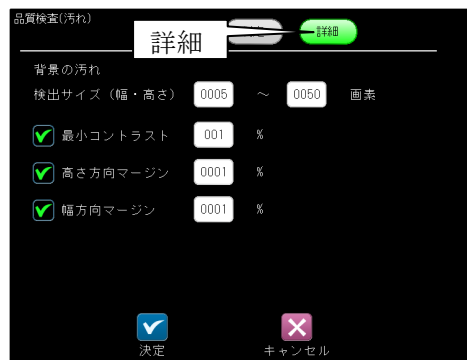 品質検査(汚れ)
詳細
詳細
背景の汚れ
検出サイズ（幅・高さ） 0005 ～ 0050 画素
最小コントラスト 001 %
高さ方向マージン 0001 %
幅方向マージン 0001 %
決定 キャンセル